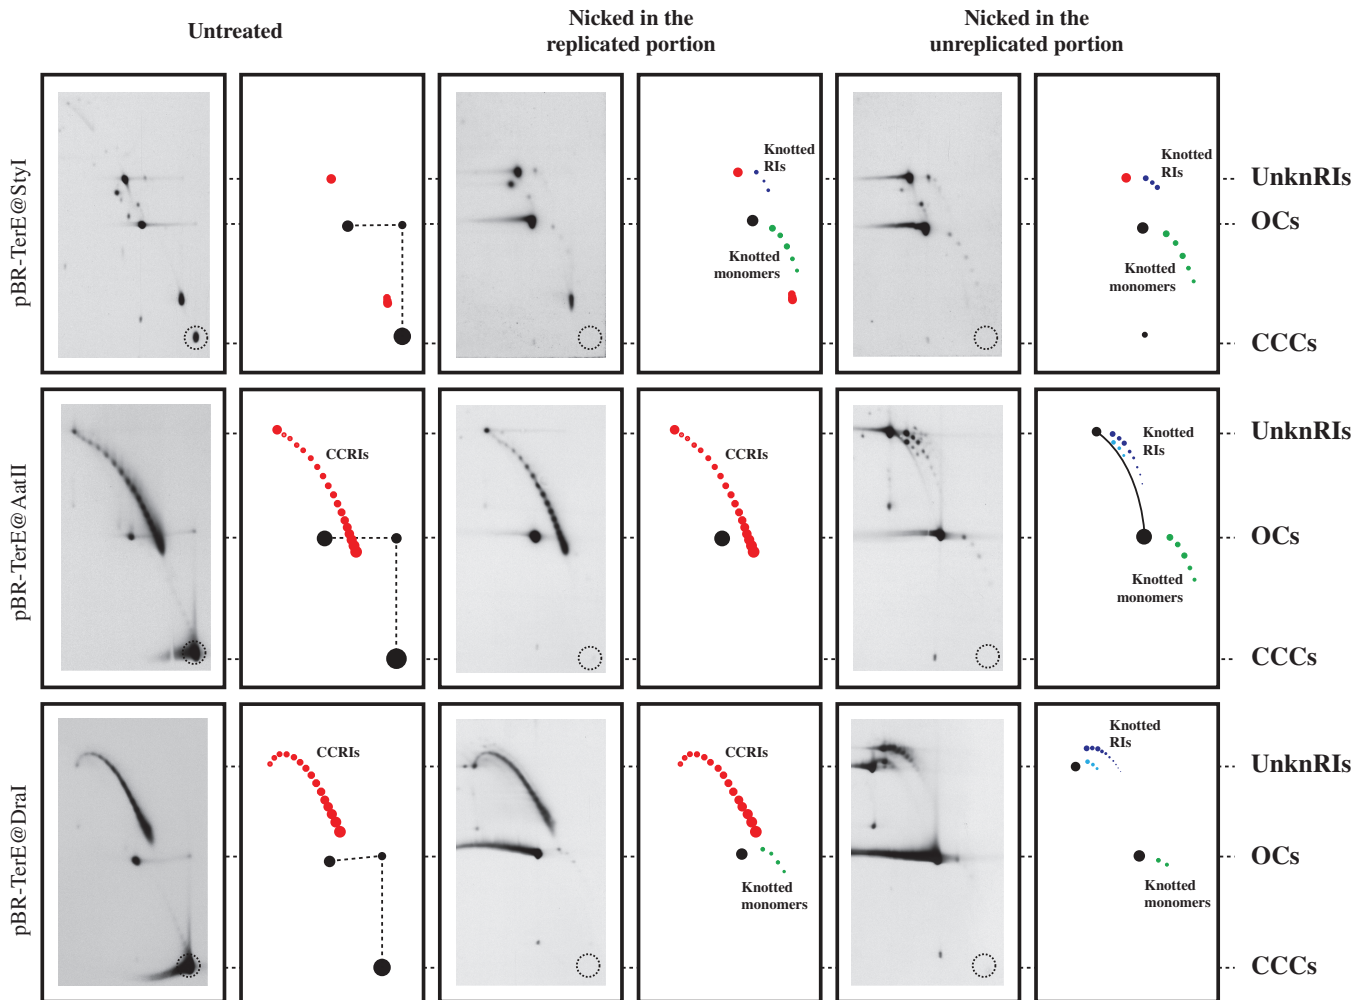 Untreated
Nicked in the
replicated portion
Nicked in the
unreplicated portion
pBR-TerE@StyI
Knotted
RIs
Knotted
monomers
Knotted
RIs
Knotted
monomers
UnknRIs
OCs
CCCs
pBR-TerE@AatII
CCRIs
CCRIs
Knotted
RIs
Knotted
monomers
UnknRIs
OCs
CCCs
pBR-TerE@DraI
CCRIs
CCRIs
Knotted
monomers
Knotted
RIs
Knotted
monomers
UnknRIs
OCs
CCCs